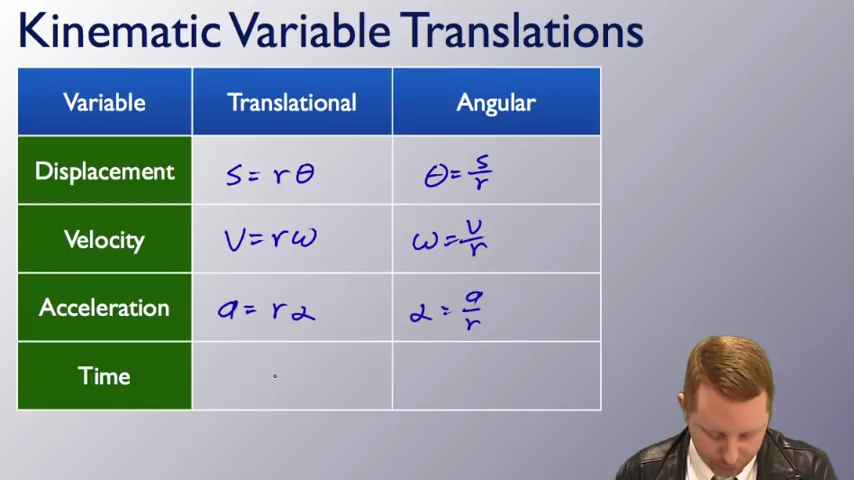 Kinematic Variable Translations
Variable Translational Angular
Displacement s = rθ θ = s/r
Velocity v = rω ω = v/r
Acceleration a = rα α = a/r
Time